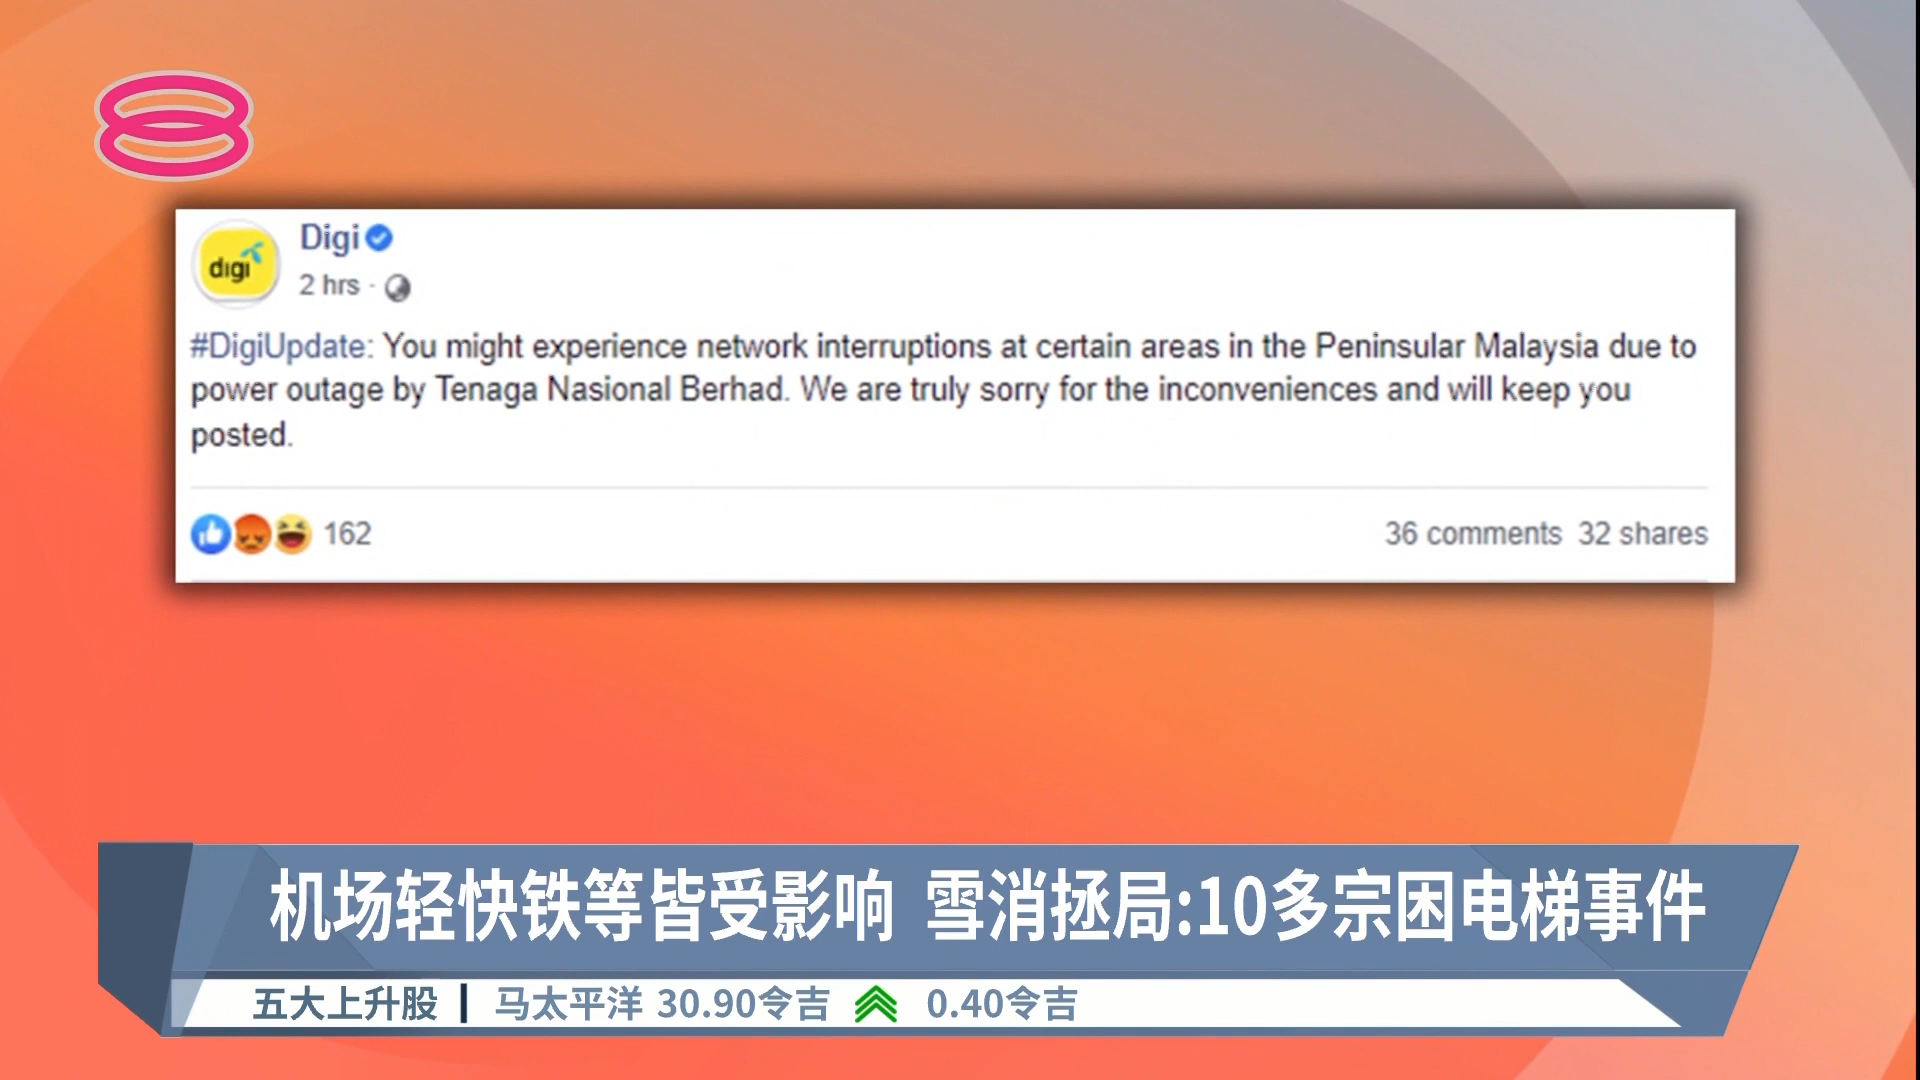 digi
Digi
2 hrs ·
#DigiUpdate: You might experience network interruptions at certain areas in the Peninsular Malaysia due to
power outage by Tenaga Nasional Berhad. We are truly sorry for the inconveniences and will keep you
posted.
162
36 comments 32 shares
机场轻快铁等皆受影响 雪消拯局:10多宗困电梯事件
五大上升股 | 马太平洋 30.90令吉 0.40令吉